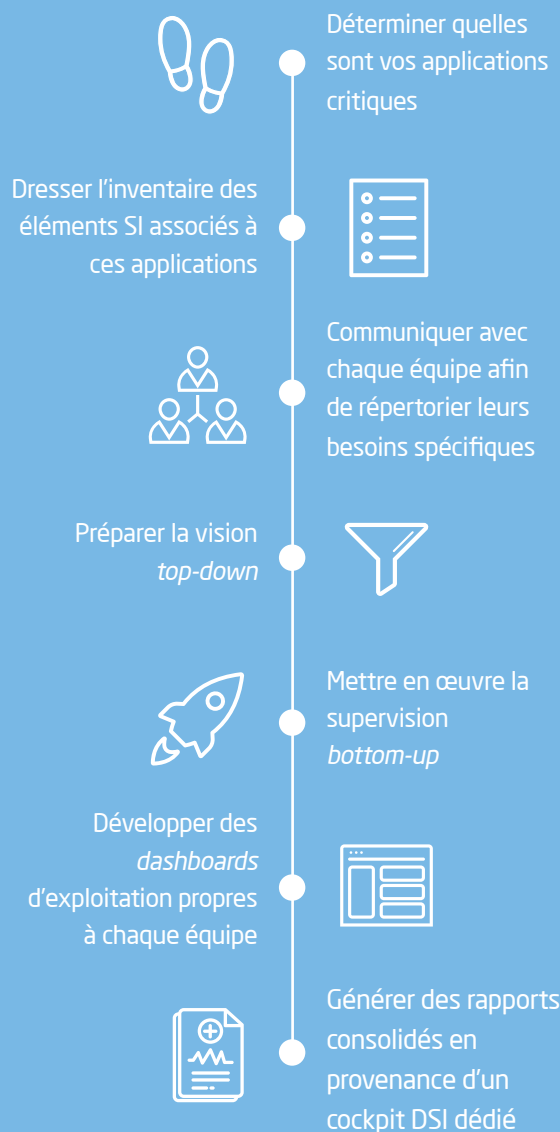 Déterminer quelles
sont vos applications
critiques
Dresser l'inventaire des
éléments SI associés à
ces applications
Communiquer avec
chaque équipe afin
de répertorier leurs
besoins spécifiques
Préparer la vision
top-down
Mettre en œuvre la
supervision
bottom-up
Développer des
dashboards
d'exploitation propres
à chaque équipe
Générer des rapports
consolidés en
provenance d'un
cockpit DSI dédié